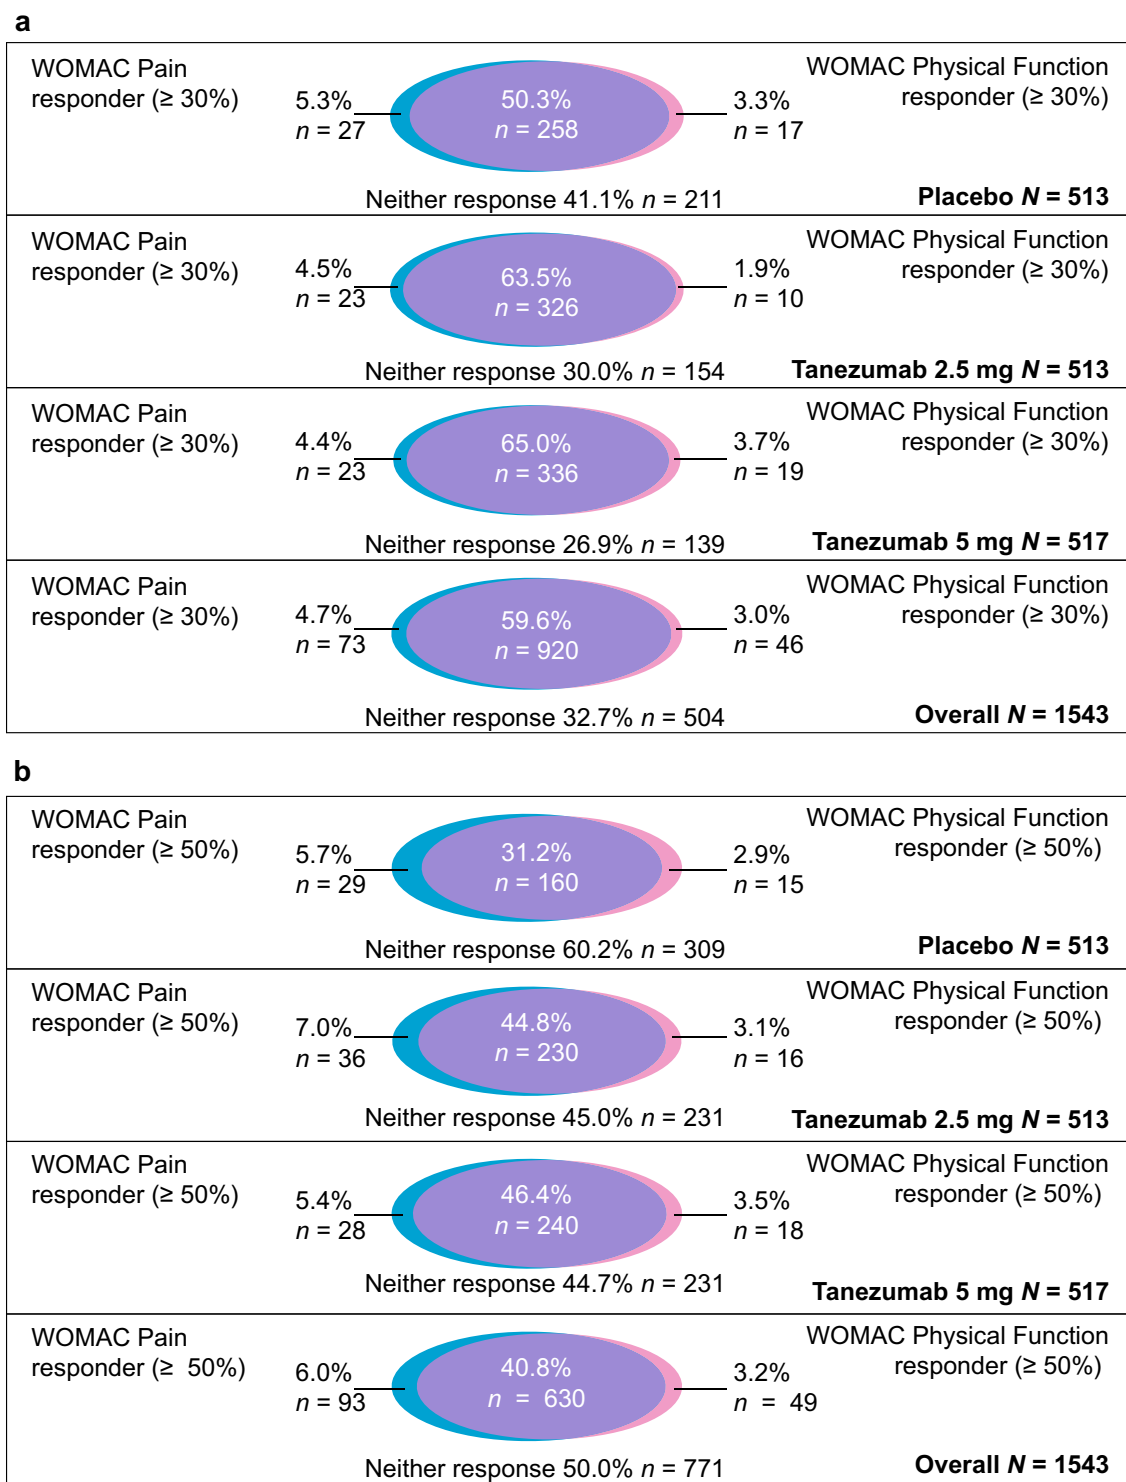 a
WOMAC Pain
responder (≥ 30%)
5.3%
n = 27
50.3%
n = 258
3.3%
n = 17
WOMAC Physical Function
responder (≥ 30%)
Neither response 41.1% n = 211
Placebo N = 513
WOMAC Pain
responder (≥ 30%)
4.5%
n = 23
63.5%
n = 326
1.9%
n = 10
WOMAC Physical Function
responder (≥ 30%)
Neither response 30.0% n = 154
Tanezumab 2.5 mg N = 513
WOMAC Pain
responder (≥ 30%)
4.4%
n = 23
65.0%
n = 336
3.7%
n = 19
WOMAC Physical Function
responder (≥ 30%)
Neither response 26.9% n = 139
Tanezumab 5 mg N = 517
WOMAC Pain
responder (≥ 30%)
4.7%
n = 73
59.6%
n = 920
3.0%
n = 46
WOMAC Physical Function
responder (≥ 30%)
Neither response 32.7% n = 504
Overall N = 1543
b
WOMAC Pain
responder (≥ 50%)
5.7%
n = 29
31.2%
n = 160
2.9%
n = 15
WOMAC Physical Function
responder (≥ 50%)
Neither response 60.2% n = 309
Placebo N = 513
WOMAC Pain
responder (≥ 50%)
7.0%
n = 36
44.8%
n = 230
3.1%
n = 16
WOMAC Physical Function
responder (≥ 50%)
Neither response 45.0% n = 231
Tanezumab 2.5 mg N = 513
WOMAC Pain
responder (≥ 50%)
5.4%
n = 28
46.4%
n = 240
3.5%
n = 18
WOMAC Physical Function
responder (≥ 50%)
Neither response 44.7% n = 231
Tanezumab 5 mg N = 517
WOMAC Pain
responder (≥ 50%)
6.0%
n = 93
40.8%
n = 630
3.2%
n = 49
WOMAC Physical Function
responder (≥ 50%)
Neither response 50.0% n = 771
Overall N = 1543